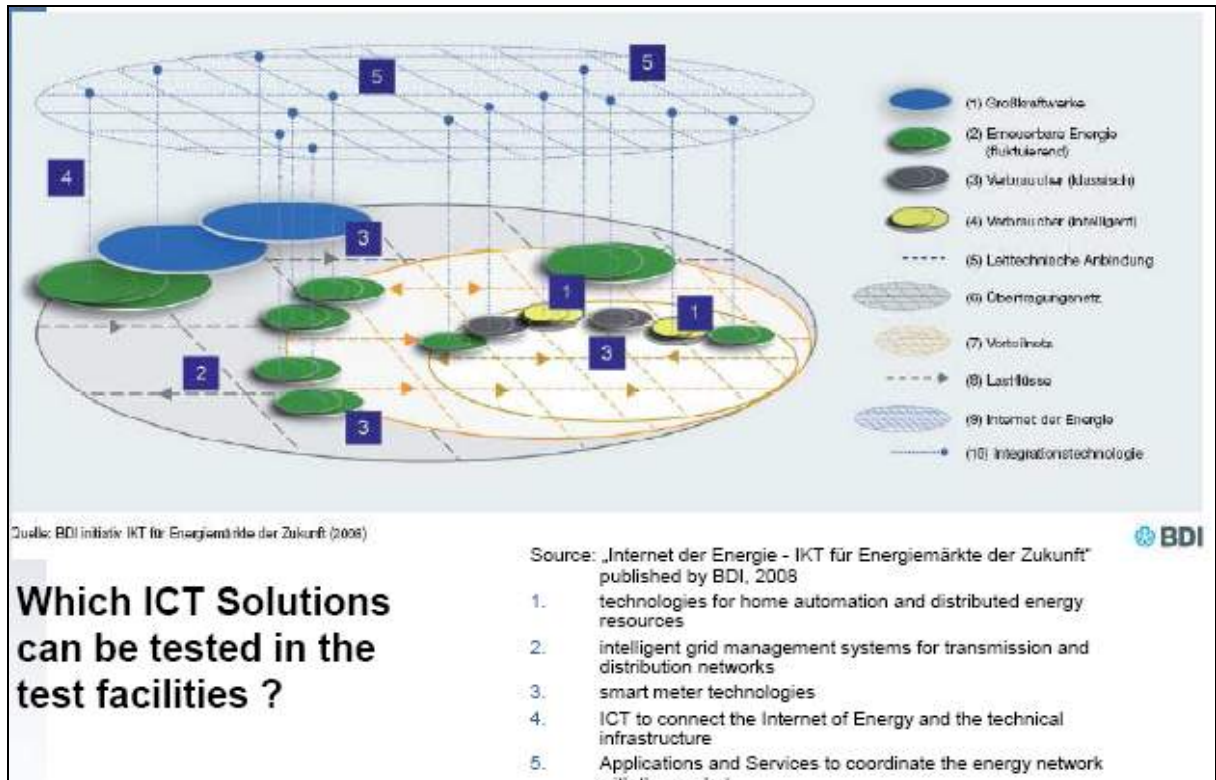 5
5
4
3
1
1
3
2
3
(1) Großkraftwerke
(2) Erneuerbare Energie
(fluktuierend)
(3) Verbraucher (klassisch)
(4) Verbraucher (intelligent)
(5) Leittechnische Anbindung
(6) Übertragungsnetz
(7) Verteilnetz
(8) Lastflüsse
(9) Internet der Energie
(10) Integrationstechnologie
Quelle: BDI initiativ IKT für Energiemärkte der Zukunft (2008)
BDI
Which ICT Solutions
can be tested in the
test facilities ?
Source: „Internet der Energie - IKT für Energiemärkte der Zukunft"
published by BDI, 2008
1. technologies for home automation and distributed energy
resources
2. intelligent grid management systems for transmission and
distribution networks
3. smart meter technologies
4. ICT to connect the Internet of Energy and the technical
infrastructure
5. Applications and Services to coordinate the energy network